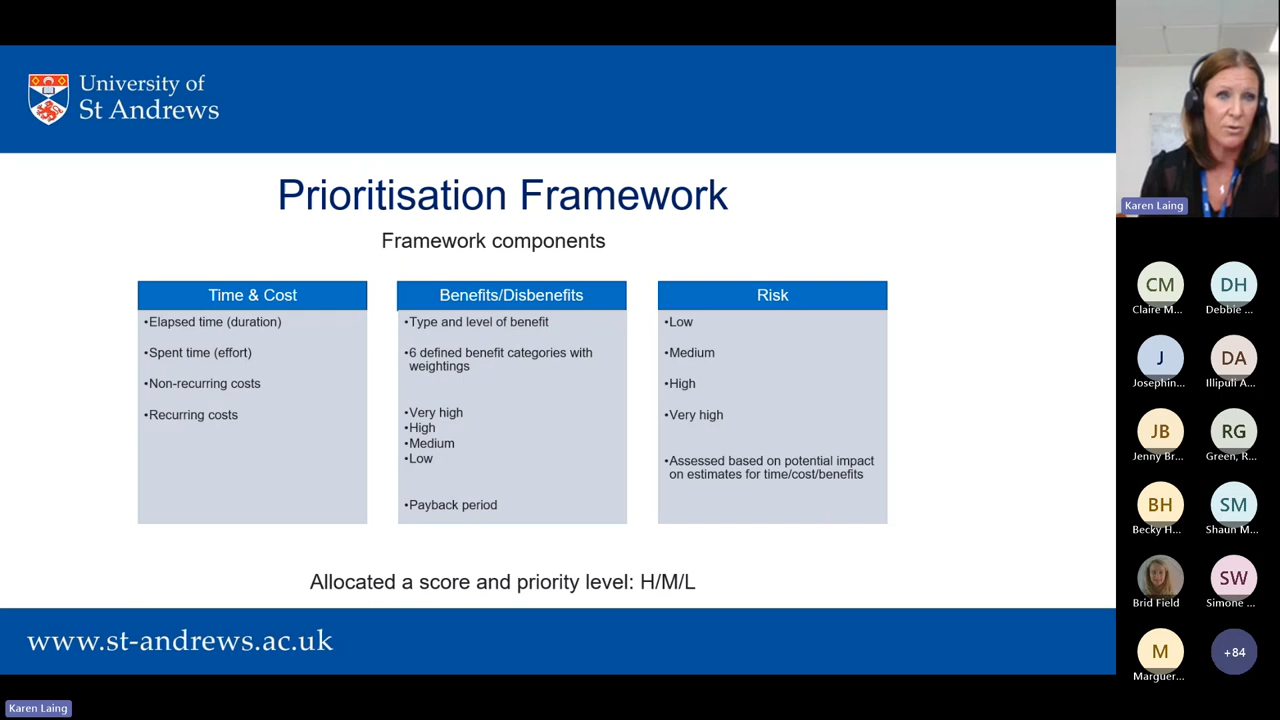 University of
St Andrews
Prioritisation Framework
Framework components
Time & Cost
•Elapsed time (duration)
•Spent time (effort)
•Non-recurring costs
•Recurring costs
Benefits/Disbenefits
•Type and level of benefit
•6 defined benefit categories with
weightings
•Very high
•High
•Medium
•Low
•Payback period
Risk
•Low
•Medium
•High
•Very high
•Assessed based on potential impact
on estimates for time/cost/benefits
Allocated a score and priority level: H/M/L
www.st-andrews.ac.uk
Karen Laing
Karen Laing
CM
Claire M...
DH
Debbie ...
J
Josephin...
DA
Illipuli A...
JB
Jenny Br...
RG
Green, R...
BH
Becky H...
SM
Shaun M...
Brid Field
SW
Simone ...
M
Marguer...
+84